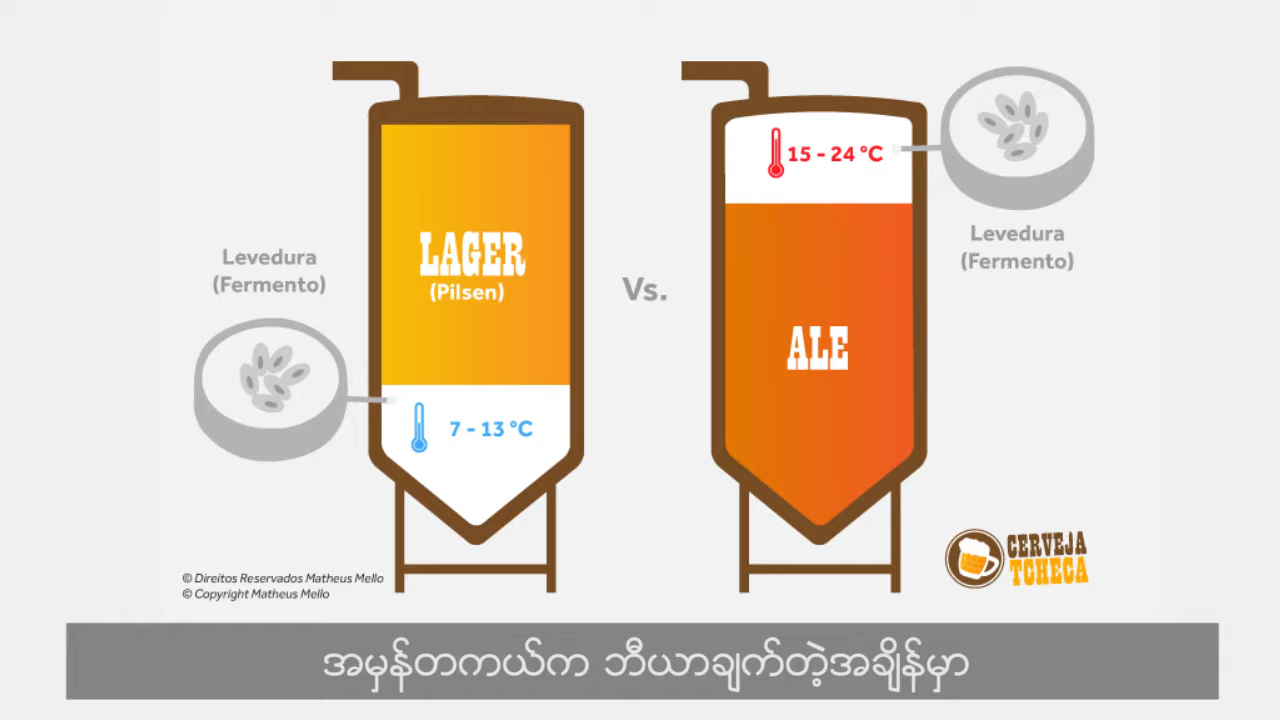 15 - 24 °C
LAGER
(Pilsen)
Levedura
(Fermento)
Levedura
(Fermento)
Vs.
ALE
7 - 13 °C
CERVEJA
TCHECA
© Direitos Reservados Matheus Mello
© Copyright Matheus Mello
အမှန်တကယ်က ဘီယာချက်တဲ့အချိန်မှာ